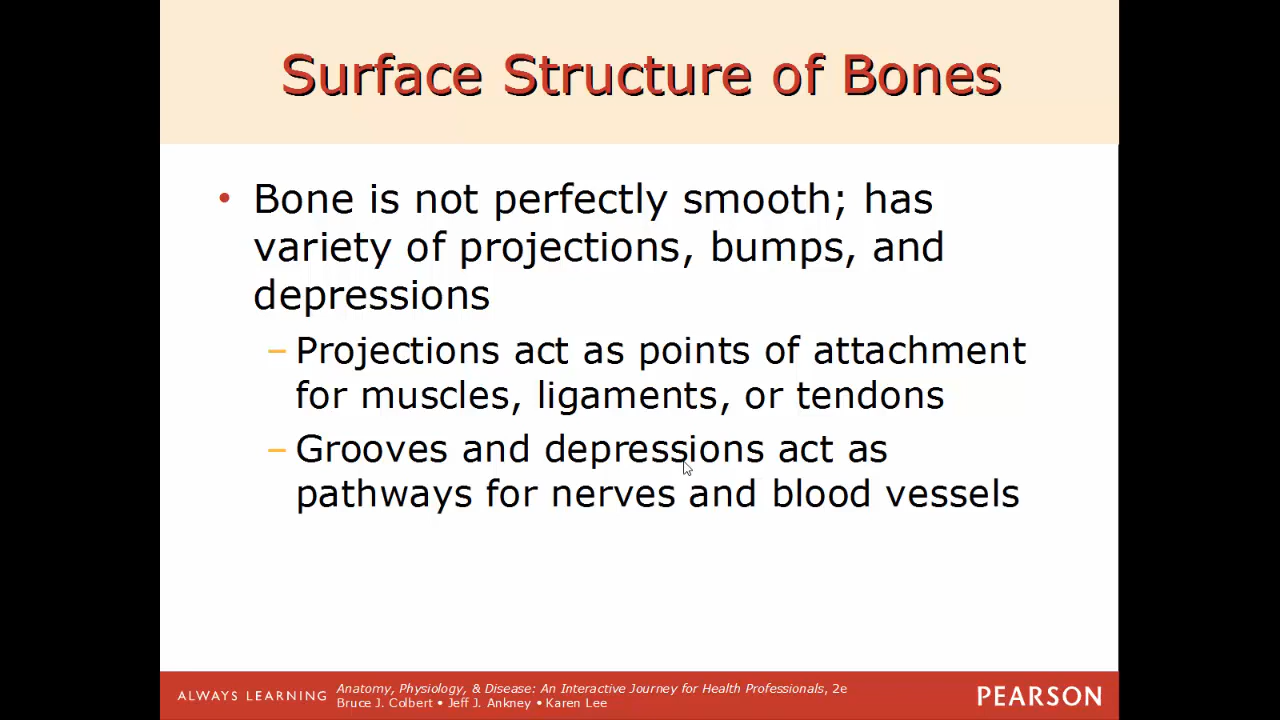 Surface Structure of Bones
• Bone is not perfectly smooth; has
variety of projections, bumps, and
depressions
– Projections act as points of attachment
for muscles, ligaments, or tendons
– Grooves and depressions act as
pathways for nerves and blood vessels
ALWAYS LEARNING
Anatomy, Physiology, & Disease: An Interactive Journey for Health Professionals, 2e
Bruce J. Colbert • Jeff J. Ankney • Karen Lee
PEARSON